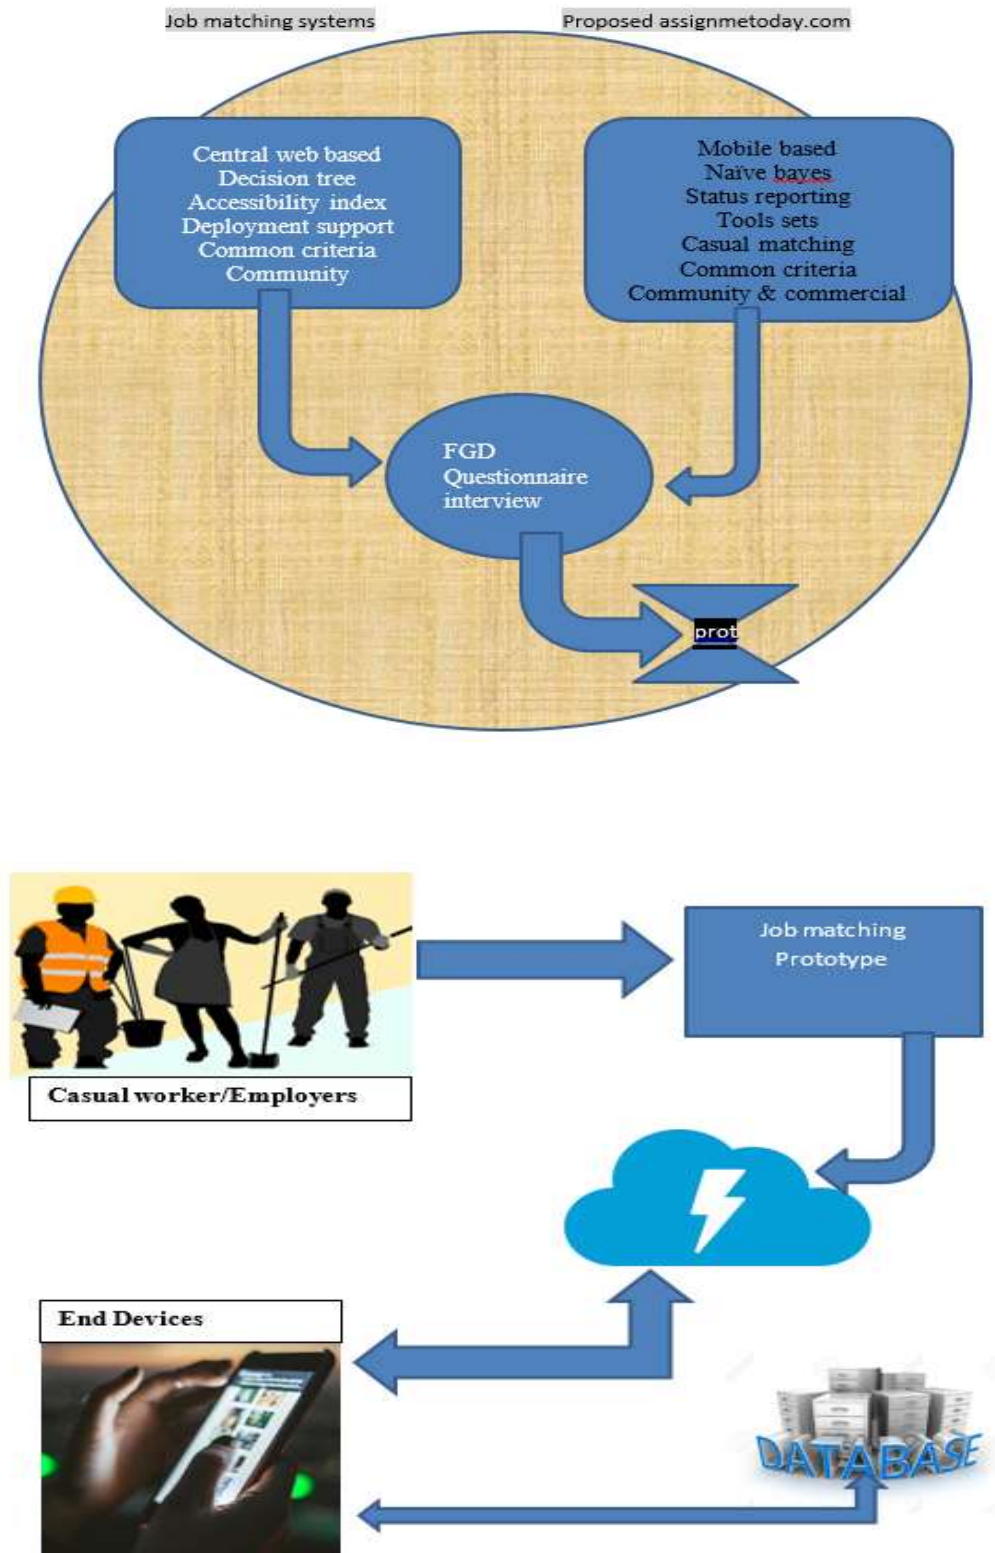 Job matching systems
Proposed assignmetoday.com
Central web based
Decision tree
Accessibility index
Deployment support
Common criteria
Community
Mobile based
Naïve bayes
Status reporting
Tools sets
Casual matching
Common criteria
Community & commercial
FGD
Questionnaire
interview
prot
Job matching
Prototype
Casual worker/Employers
End Devices
DATABASE